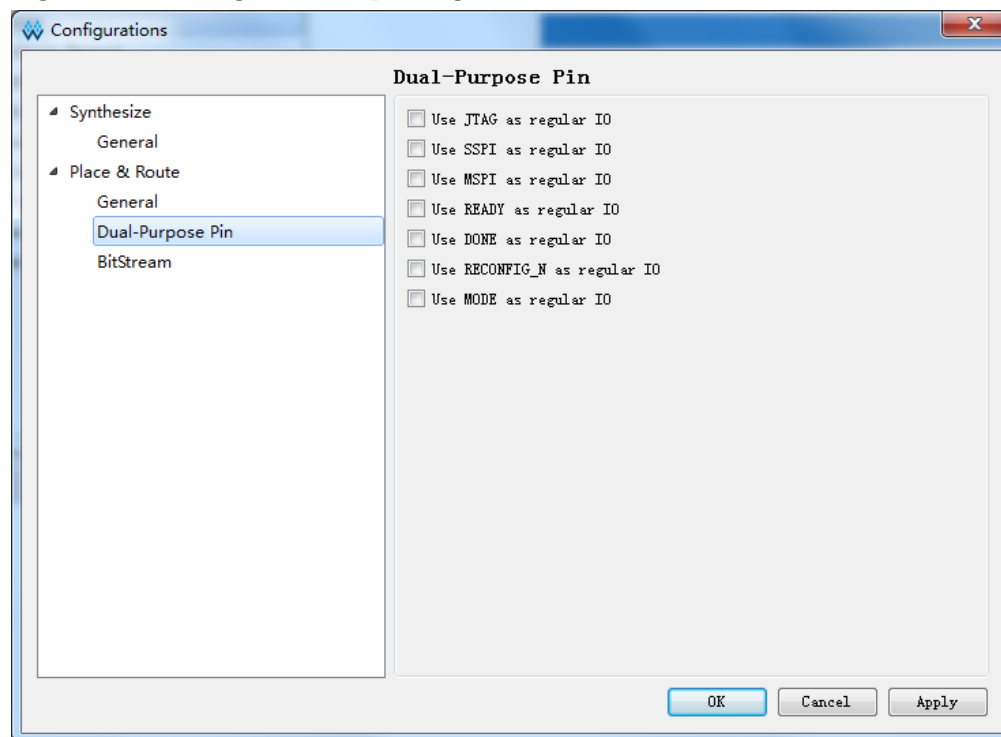 Configurations
Dual-Purpose Pin
Synthesize
General
Place & Route
General
Dual-Purpose Pin
BitStream
Use JTAG as regular IO
Use SSPI as regular IO
Use MSPI as regular IO
Use READY as regular IO
Use DONE as regular IO
Use RECONFIG_N as regular IO
Use MODE as regular IO
OK
Cancel
Apply